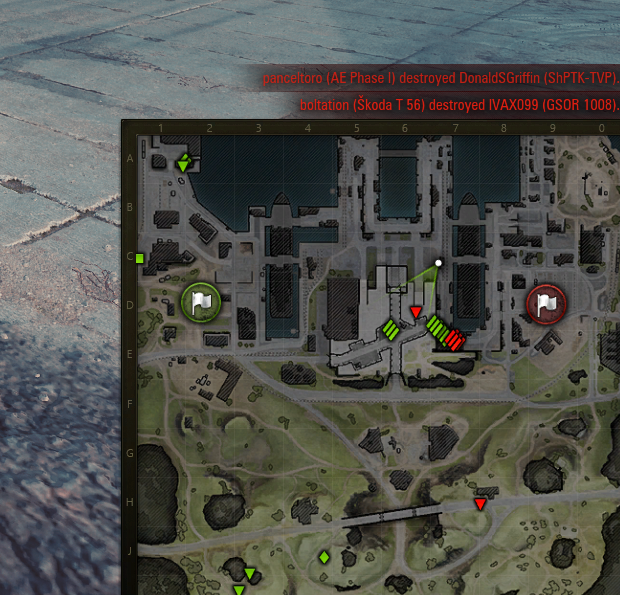 panceltoro (AE Phase I) destroyed DonaldSGriffin (ShPTK-TVP).
boltation (Škoda T 56) destroyed IVAX099 (GSOR 1008).
1 2 3 4 5 6 7 8 9 0
A
B
C
D
E
F
G
H
J